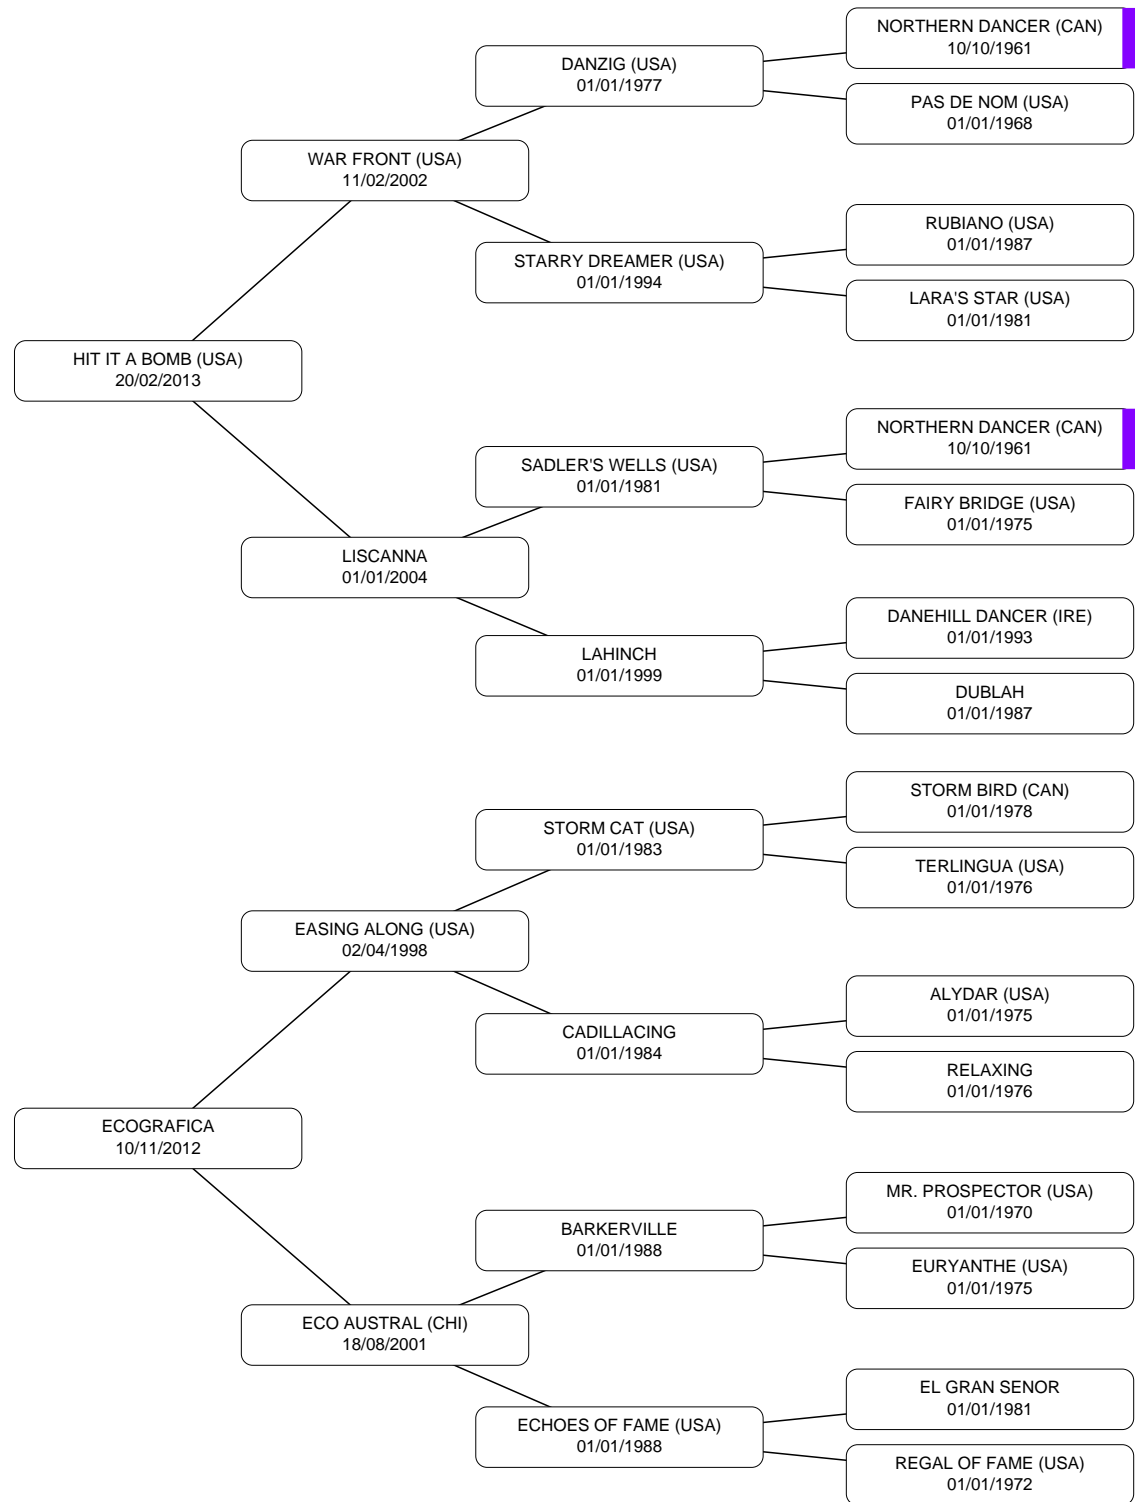 NORTHERN DANCER (CAN)
10/10/1961
DANZIG (USA)
01/01/1977
PAS DE NOM (USA)
01/01/1968
WAR FRONT (USA)
11/02/2002
RUBIANO (USA)
01/01/1987
STARRY DREAMER (USA)
01/01/1994
LARA'S STAR (USA)
01/01/1981
HIT IT A BOMB (USA)
20/02/2013
NORTHERN DANCER (CAN)
10/10/1961
SADLER'S WELLS (USA)
01/01/1981
FAIRY BRIDGE (USA)
01/01/1975
LISCANNA
01/01/2004
DANEHILL DANCER (IRE)
01/01/1993
LAHINCH
01/01/1999
DUBLAH
01/01/1987
STORM BIRD (CAN)
01/01/1978
STORM CAT (USA)
01/01/1983
TERLINGUA (USA)
01/01/1976
EASING ALONG (USA)
02/04/1998
ALYDAR (USA)
01/01/1975
CADILLACING
01/01/1984
RELAXING
01/01/1976
ECOGRAFICA
10/11/2012
MR. PROSPECTOR (USA)
01/01/1970
BARKERVILLE
01/01/1988
EURYANTHE (USA)
01/01/1975
ECO AUSTRAL (CHI)
18/08/2001
EL GRAN SENOR
01/01/1981
ECHOES OF FAME (USA)
01/01/1988
REGAL OF FAME (USA)
01/01/1972